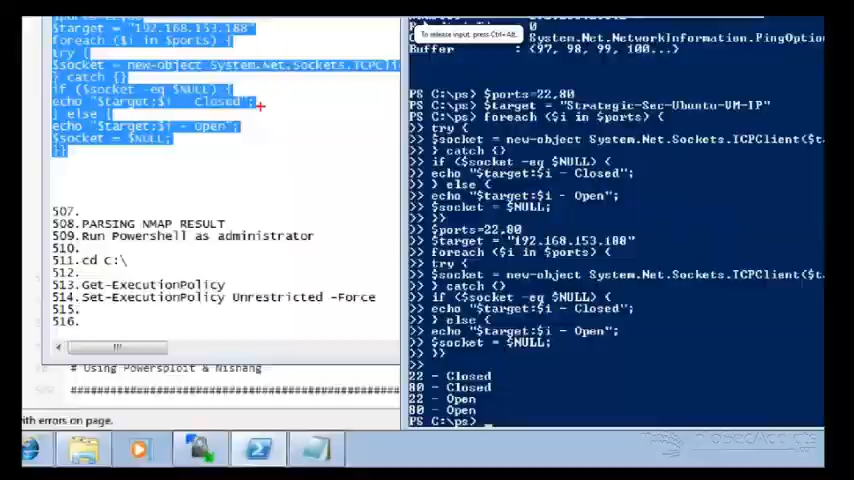 $target = "192.168.153.188"
foreach ($i in $ports) {
try {
$socket = new-object System.Net.Sockets.TCPCli
} catch {}
if ($socket -eq $NULL) {
echo "$target:$i - Closed";
} else {
echo "$target:$i - Open";
$socket = $NULL;
}}
507.
508.PARSING NMAP RESULT
509.Run Powershell as administrator
510.
511.cd C:\
512.
513.Get-ExecutionPolicy
514.Set-ExecutionPolicy Unrestricted -Force
515.
516.
# Using Powersploit & Nishang
with errors on page.
To release input, press Ctrl+Alt.
System.Net.NetworkInformation.PingOptio
Buffer : {97, 98, 99, 100...}
PS C:\ps> $ports=22,80
PS C:\ps> $target = "Strategic-Sec-Ubuntu-VM-IP"
PS C:\ps> foreach ($i in $ports) {
>> try {
>> $socket = new-object System.Net.Sockets.TCPClient($t
>> } catch {}
>> if ($socket -eq $NULL) {
>> echo "$target:$i - Closed";
>> } else {
>> echo "$target:$i - Open";
>> $socket = $NULL;
>> }}
>> $ports=22,80
>> $target = "192.168.153.188"
>> foreach ($i in $ports) {
>> try {
>> $socket = new-object System.Net.Sockets.TCPClient($t
>> } catch {}
>> if ($socket -eq $NULL) {
>> echo "$target:$i - Closed";
>> } else {
>> echo "$target:$i - Open";
>> $socket = $NULL;
>> }}
>>
22 - Closed
80 - Closed
22 - Open
80 - Open
PS C:\ps> _